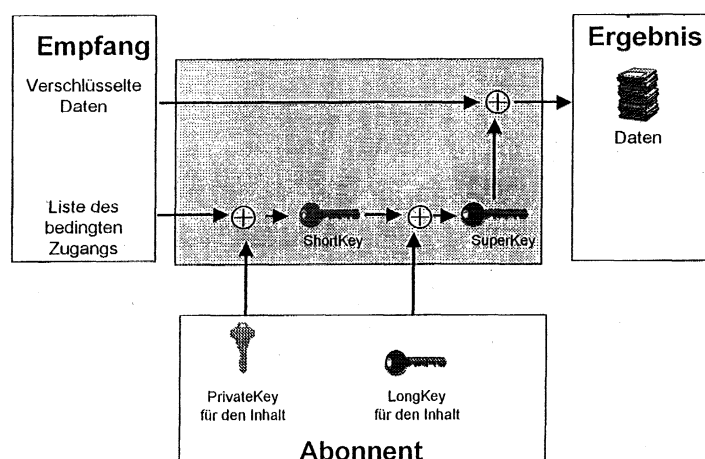 Empfang
Verschlüsselte
Daten
Liste des
bedingten
Zugangs
ShortKey
SuperKey
Ergebnis
Daten
PrivateKey
für den Inhalt
LongKey
für den Inhalt
Abonnent